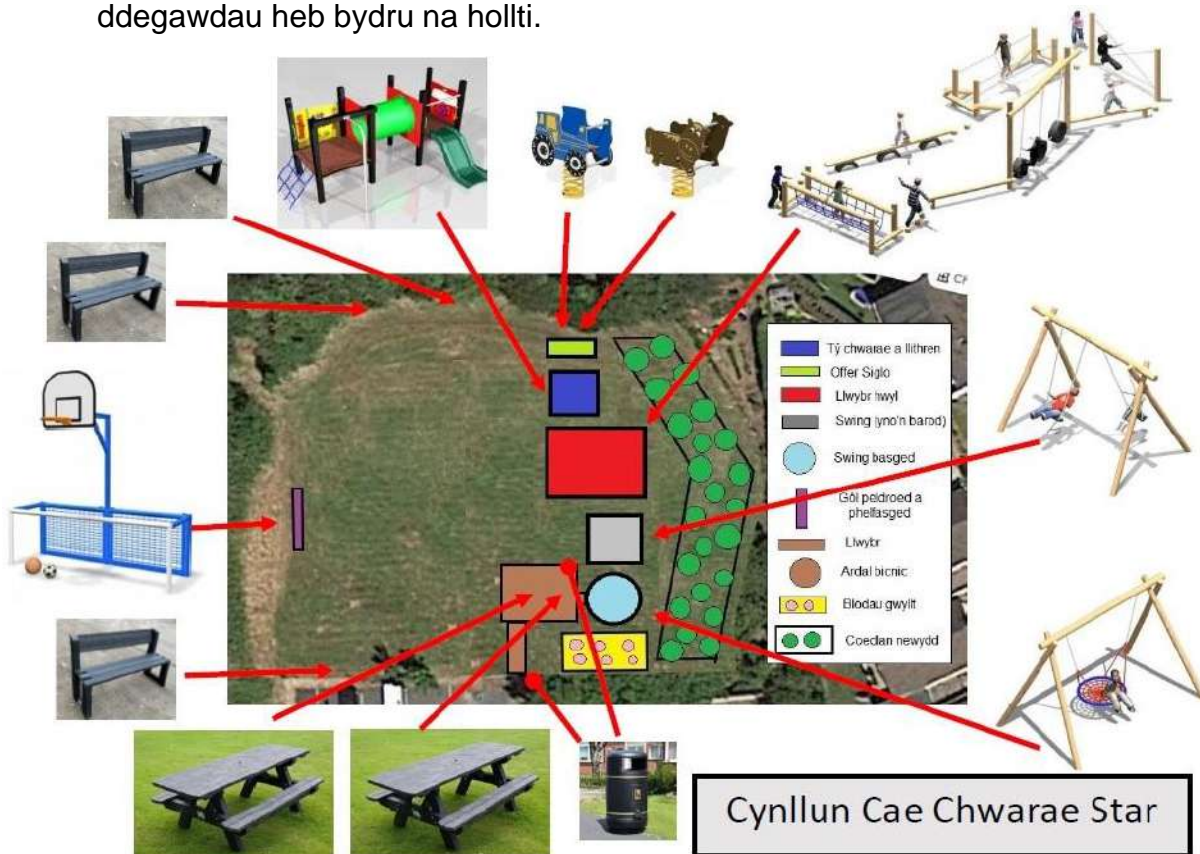 ddegawdau heb bydru na hollti.
Tŷ chwarae a llithren
Offer Siglo
Llwybr hwyl
Swing (yno'n barod)
Swing basged
Gôl peldroed a
phelfasged
Llwybr
Ardal bicnic
Blodau gwyllt
Coedlan newydd
Cynllun Cae Chwarae Star